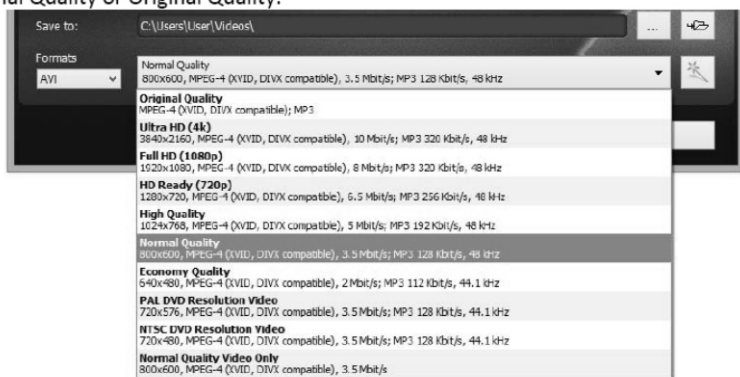 al Quality or Original Quality.
Save to:
C:\Users\User\Videos\
...
Formats
AVI
Normal Quality
800x600, MPEG-4 (XVID, DIVX compatible), 3.5 Mbit/s; MP3 128 Kbit/s, 48 kHz
Original Quality
MPEG-4 (XVID, DIVX compatible); MP3
Ultra HD (4k)
3840x2160, MPEG-4 (XVID, DIVX compatible), 10 Mbit/s; MP3 320 Kbit/s, 48 kHz
Full HD (1080p)
1920x1080, MPEG-4 (XVID, DIVX compatible), 8 Mbit/s; MP3 320 Kbit/s, 48 kHz
HD Ready (720p)
1280x720, MPEG-4 (XVID, DIVX compatible), 6.5 Mbit/s; MP3 256 Kbit/s, 48 kHz
High Quality
1024x768, MPEG-4 (XVID, DIVX compatible), 5 Mbit/s; MP3 192 Kbit/s, 48 kHz
Normal Quality
800x600, MPEG-4 (XVID, DIVX compatible), 3.5 Mbit/s; MP3 128 Kbit/s, 48 kHz
Economy Quality
640x480, MPEG-4 (XVID, DIVX compatible), 2 Mbit/s; MP3 112 Kbit/s, 44.1 kHz
PAL DVD Resolution Video
720x576, MPEG-4 (XVID, DIVX compatible), 3.5 Mbit/s; MP3 128 Kbit/s, 44.1 kHz
NTSC DVD Resolution Video
720x480, MPEG-4 (XVID, DIVX compatible), 3.5 Mbit/s; MP3 128 Kbit/s, 44.1 kHz
Normal Quality Video Only
800x600, MPEG-4 (XVID, DIVX compatible), 3.5 Mbit/s